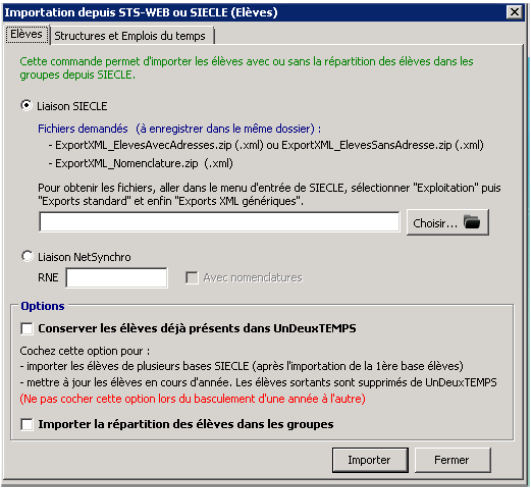 Importation depuis STS-WEB ou SIECLE (Elèves)
Elèves
Structures et Emplois du temps
Cette commande permet d'importer les élèves avec ou sans la répartition des élèves dans les
groupes depuis SIECLE.
Liaison SIECLE
Fichiers demandés (à enregistrer dans le même dossier) :
- ExportXML_ElevesAvecAdresses.zip (.xml) ou ExportXML_ElevesSansAdresse.zip (.xml)
- ExportXML_Nomenclature.zip (.xml)
Pour obtenir les fichiers, aller dans le menu d'entrée de SIECLE, sélectionner "Exploitation" puis
"Exports standard" et enfin "Exports XML génériques".
Choisir...
Liaison NetSynchro
RNE
Avec nomenclatures
Options
Conserver les élèves déjà présents dans UnDeuxTEMPS
Cochez cette option pour :
- importer les élèves de plusieurs bases SIECLE (après l'importation de la 1ère base élèves)
- mettre à jour les élèves en cours d'année. Les élèves sortants sont supprimés de UnDeuxTEMPS
(Ne pas cocher cette option lors du basculement d'une année à l'autre)
Importer la répartition des élèves dans les groupes
Importer
Fermer